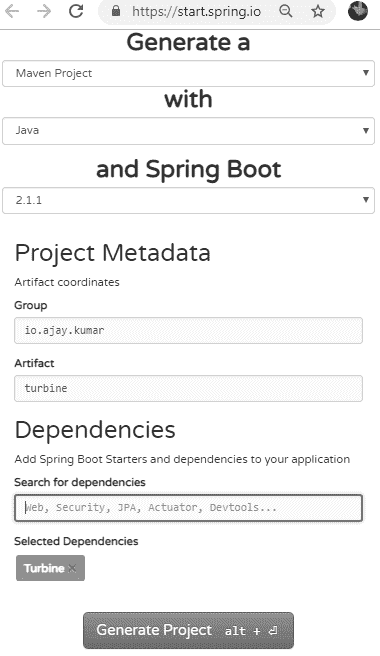 https://start.spring.io
Generate a
Maven Project
with
Java
and Spring Boot
2.1.1
Project Metadata
Artifact coordinates
Group
io.ajay.kumar
Artifact
turbine
Dependencies
Add Spring Boot Starters and dependencies to your application
Search for dependencies
Web, Security, JPA, Actuator, Devtools...
Selected Dependencies
Turbine ×
Generate Project alt + ⏎